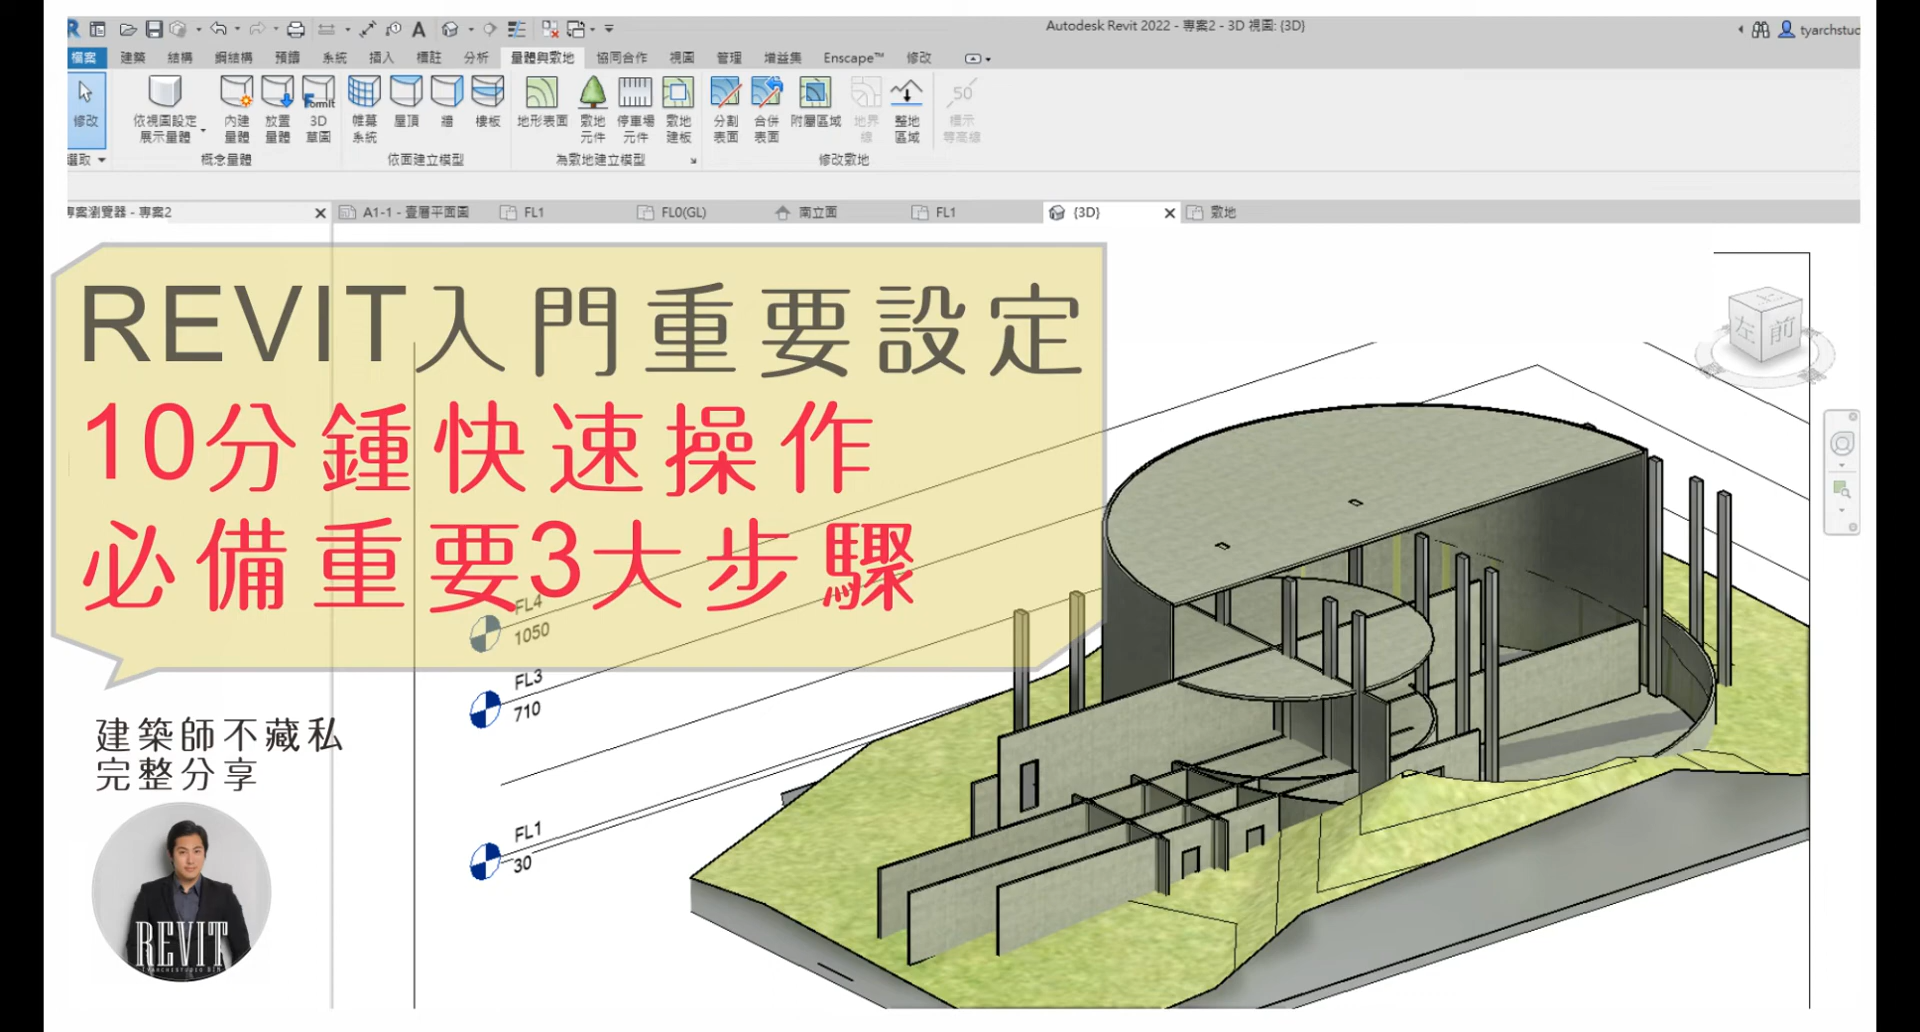 Autodesk Revit 2022 - 專案2 - 3D 視圖: {3D}
tyarchstuc
檔案 建築 結構 鋼結構 預鑄 系統 插入 標註 分析 量體與敷地 協同合作 視圖 管理 增益集 Enscape™ 修改
修改
依視圖設定 展示量體
內建 量體
放置 量體
FormIt 3D 草圖
帷幕 系統
屋頂
牆
樓板
地形表面
敷地 元件
停車場 元件
敷地 建板
分割 表面
合併 表面
附屬區域
地界 線
整地 區域
50
標示 等高線
選取 概念量體 依面建立模型 為敷地建立模型 修改敷地
專案瀏覽器 - 專案2
A1-1 - 壹層平面圖 FL1 FL0(GL) 南立面 FL1 {3D} 敷地
REVIT入門重要設定
10分鍾快速操作
必備重要3大步驟
上
左 前
FL4
1050
FL3
710
FL1
30
建築師不藏私
完整分享
REVIT